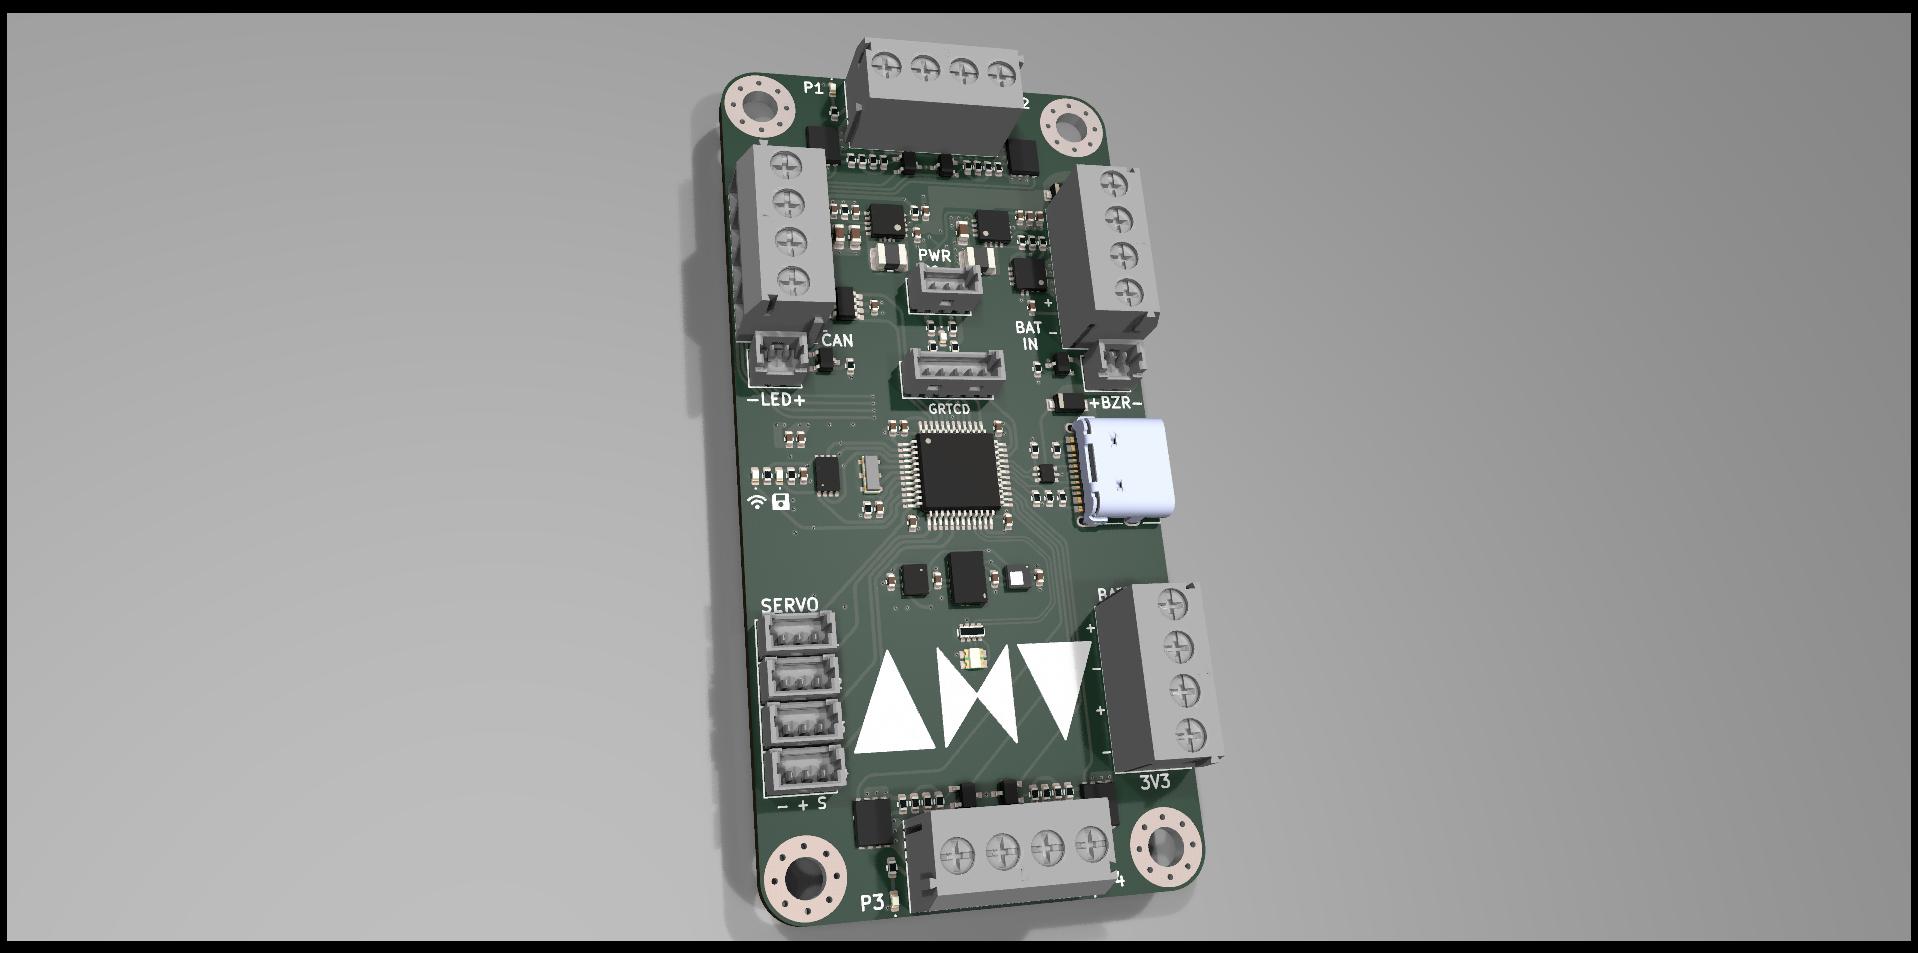 P1
2
PWR
CAN
+
BAT -
IN
-LED+
+BZR-
GRTCD
SERVO
+
-
+
-
- + S
3V3
P3
4